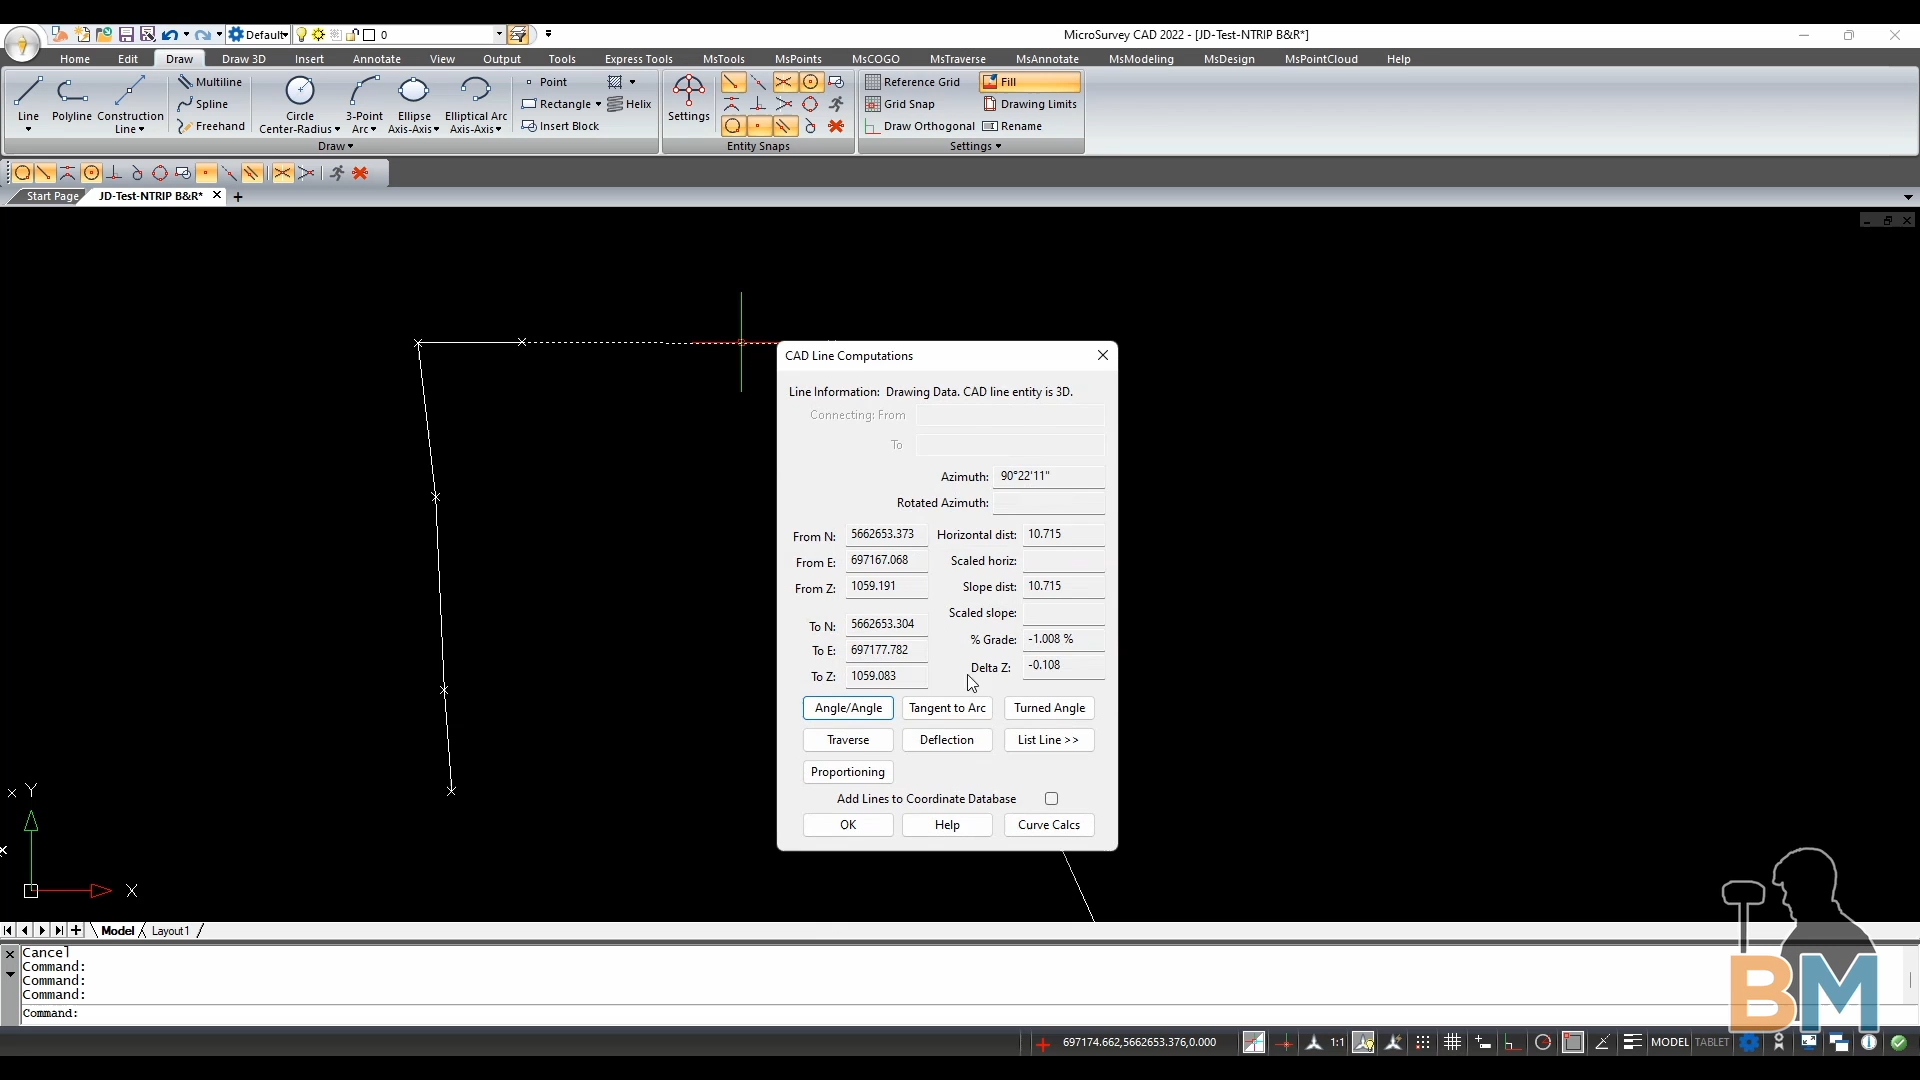 Default
0
MicroSurvey CAD 2022 - [JD-Test-NTRIP B&R*]
Home Edit Draw Draw 3D Insert Annotate View Output Tools Express Tools MsTools MsPoints MsCOGO MsTraverse MsAnnotate MsModeling MsDesign MsPointCloud Help
Line
Polyline
Construction
Line
Multiline
Spline
Freehand
Circle
Center-Radius
3-Point
Arc
Ellipse
Axis-Axis
Elliptical Arc
Axis-Axis
Point
Rectangle
Helix
Insert Block
Draw
Settings
Entity Snaps
Reference Grid
Fill
Grid Snap
Drawing Limits
Draw Orthogonal
Rename
Settings
Start Page
JD-Test-NTRIP B&R*
CAD Line Computations
Line Information: Drawing Data. CAD line entity is 3D.
Connecting: From
To
Azimuth: 90°22'11"
Rotated Azimuth:
From N: 5662653.373
Horizontal dist: 10.715
From E: 697167.068
Scaled horiz:
From Z: 1059.191
Slope dist: 10.715
Scaled slope:
To N: 5662653.304
% Grade: -1.008 %
To E: 697177.782
Delta Z: -0.108
To Z: 1059.083
Angle/Angle
Tangent to Arc
Turned Angle
Traverse
Deflection
List Line >>
Proportioning
Add Lines to Coordinate Database
OK
Help
Curve Calcs
Y
X
Model
Layout1
Cancel
Command:
Command:
Command:
Command:
697174.662,5662653.376,0.000
1:1
MODEL
TABLET
BM